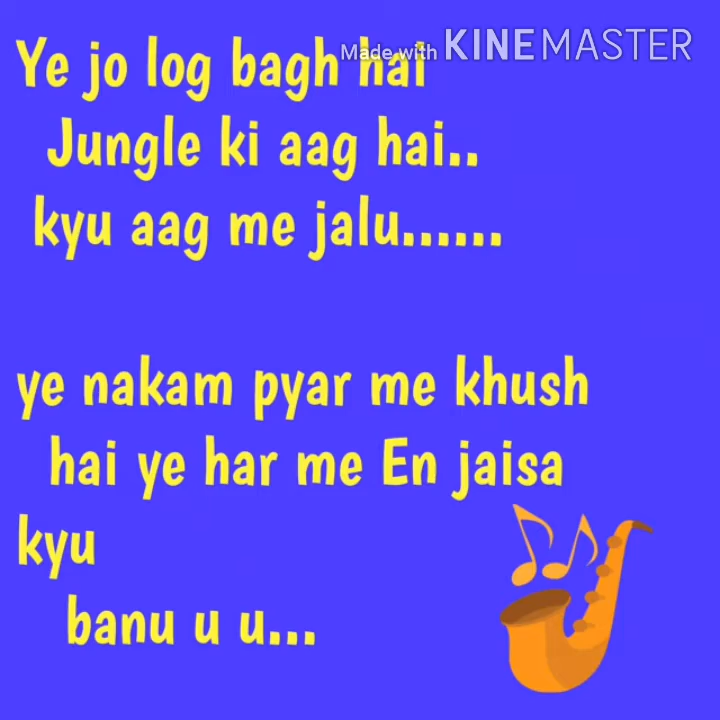 Made with KINEMASTER
Ye jo log bagh hai
Jungle ki aag hai..
kyu aag me jalu......
ye nakam pyar me khush
hai ye har me En jaisa
kyu
banu u u...